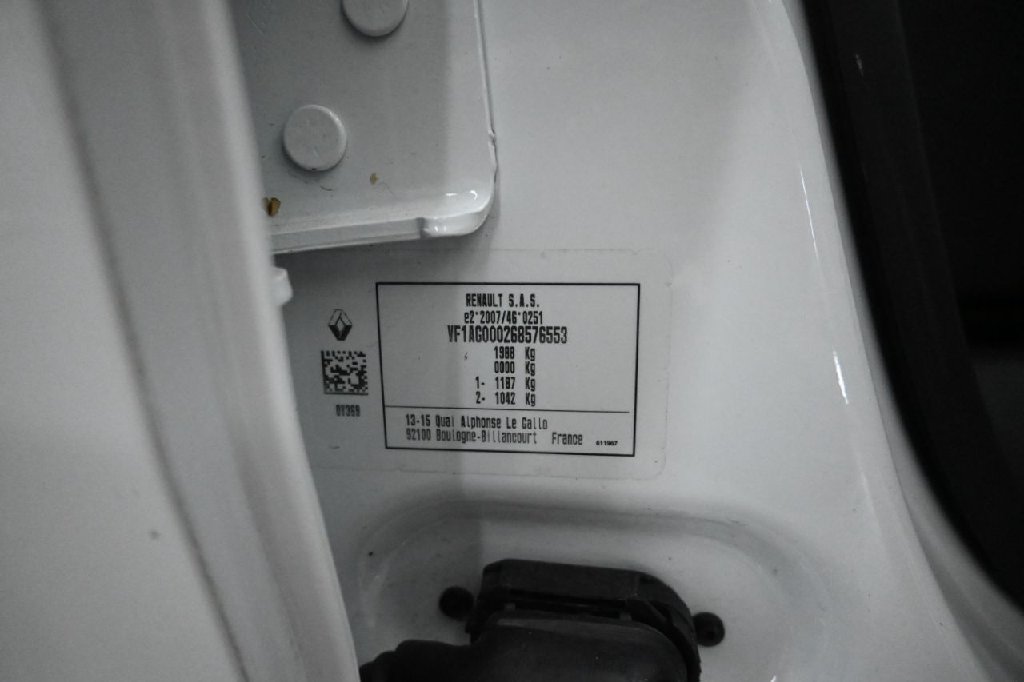 RENAULT S.A.S.
e2*2007/46*0251
VF1AG000268576553
1988 Kg
0000 Kg
1- 1187 Kg
2- 1042 Kg
13-15 Quai Alphonse Le Gallo
92100 Boulogne-Billancourt France